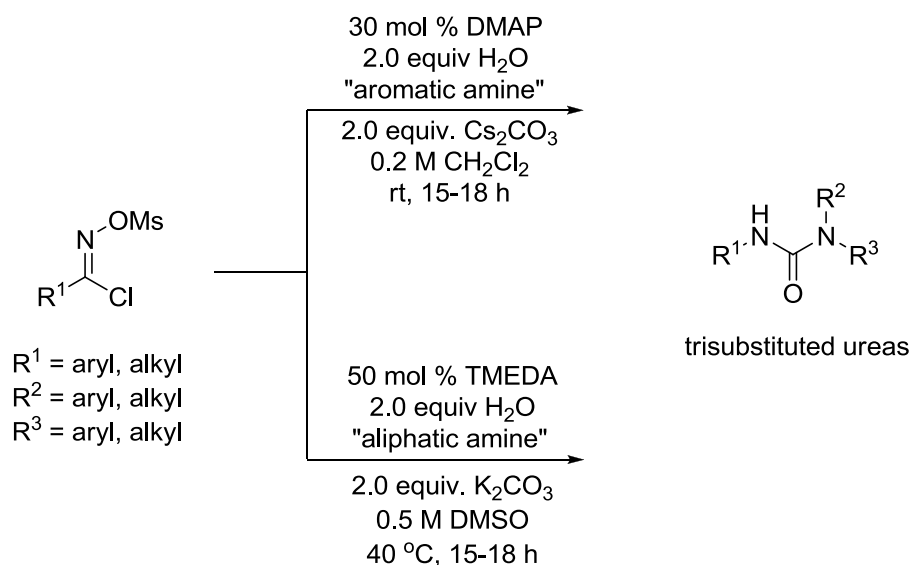 30 mol % DMAP
2.0 equiv H₂O
"aromatic amine"
2.0 equiv. Cs₂CO₃
0.2 M CH₂Cl₂
rt, 15-18 h
OMs
N
R¹
Cl
R¹ = aryl, alkyl
R² = aryl, alkyl
R³ = aryl, alkyl
50 mol % TMEDA
2.0 equiv H₂O
"aliphatic amine"
2.0 equiv. K₂CO₃
0.5 M DMSO
40 °C, 15-18 h
R²
H
R¹ N N R³
O
trisubstituted ureas